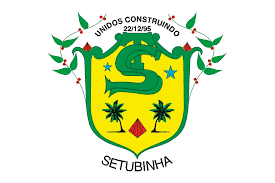 UNIDOS CONSTRUINDO
22/12/95
S
SETUBINHA